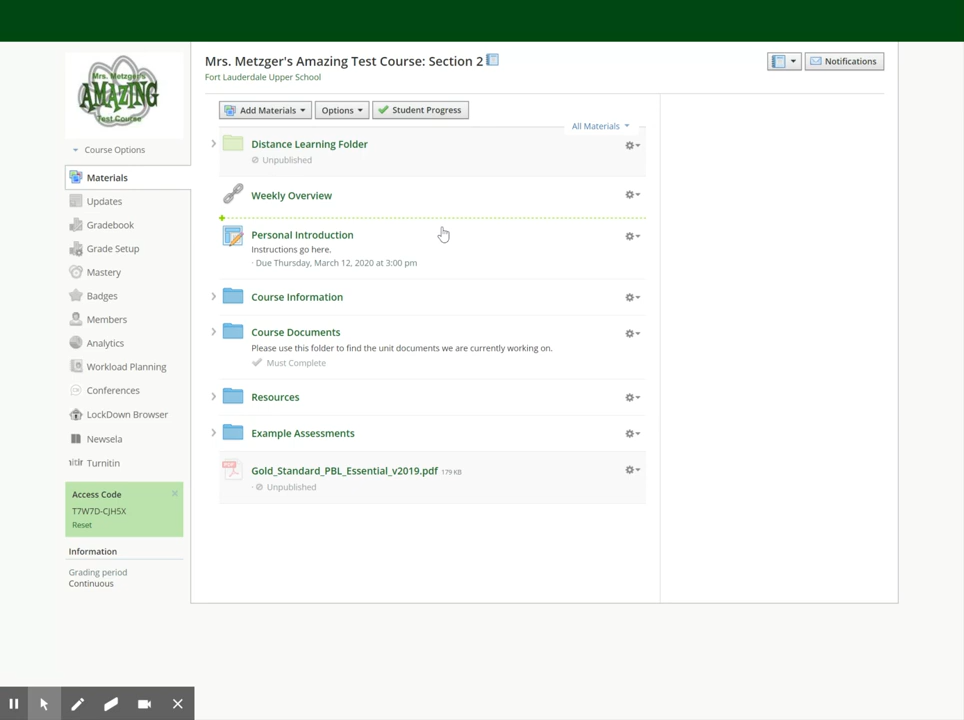 Mrs. Metzger's Amazing Test Course: Section 2
Fort Lauderdale Upper School
Notifications
Mrs. Metzger's
AMAZING
Test Course
Course Options
Materials
Updates
Gradebook
Grade Setup
Mastery
Badges
Members
Analytics
Workload Planning
Conferences
LockDown Browser
Newsela
turnitin Turnitin
Access Code
T7W7D-CJH5X
Reset
Information
Grading period
Continuous
Add Materials
Options
Student Progress
All Materials
Distance Learning Folder
Unpublished
Weekly Overview
Personal Introduction
Instructions go here.
· Due Thursday, March 12, 2020 at 3:00 pm
Course Information
Course Documents
Please use this folder to find the unit documents we are currently working on.
Must Complete
Resources
Example Assessments
PDF
Gold_Standard_PBL_Essential_v2019.pdf 179 KB
· Unpublished